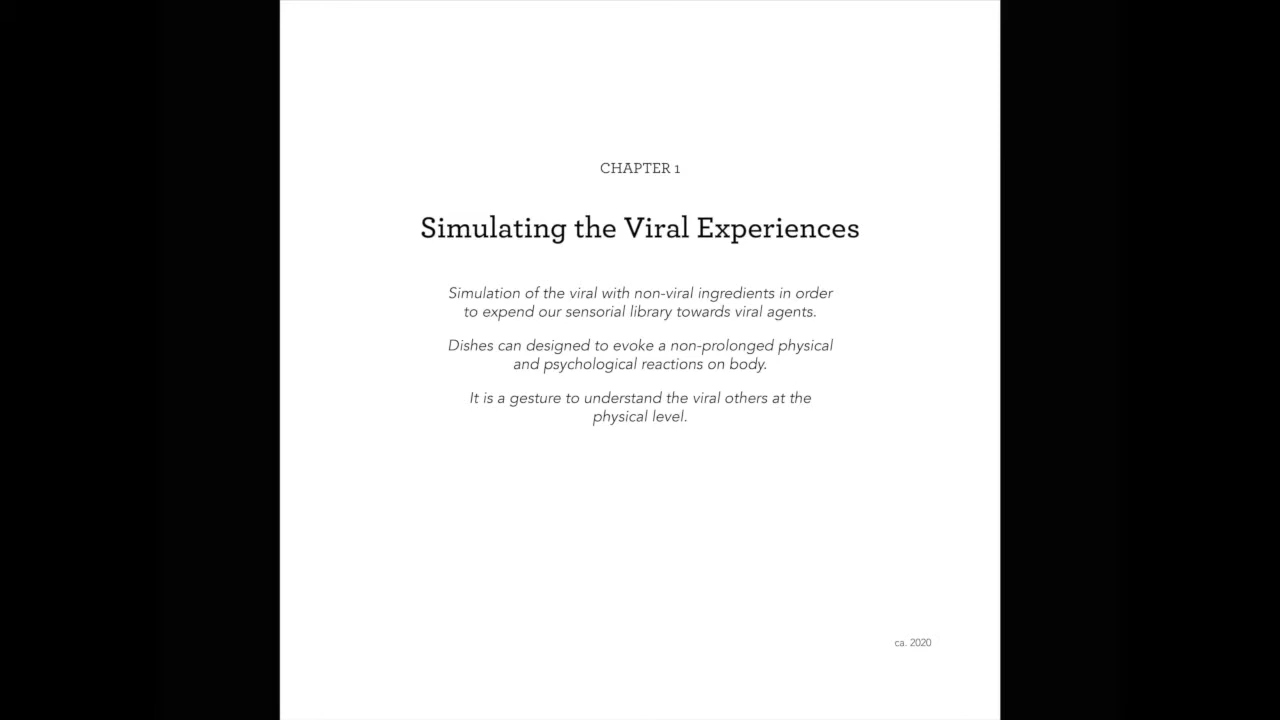 CHAPTER 1
Simulating the Viral Experiences
Simulation of the viral with non-viral ingredients in order
to expend our sensorial library towards viral agents.
Dishes can designed to evoke a non-prolonged physical
and psychological reactions on body.
It is a gesture to understand the viral others at the
physical level.
ca. 2020